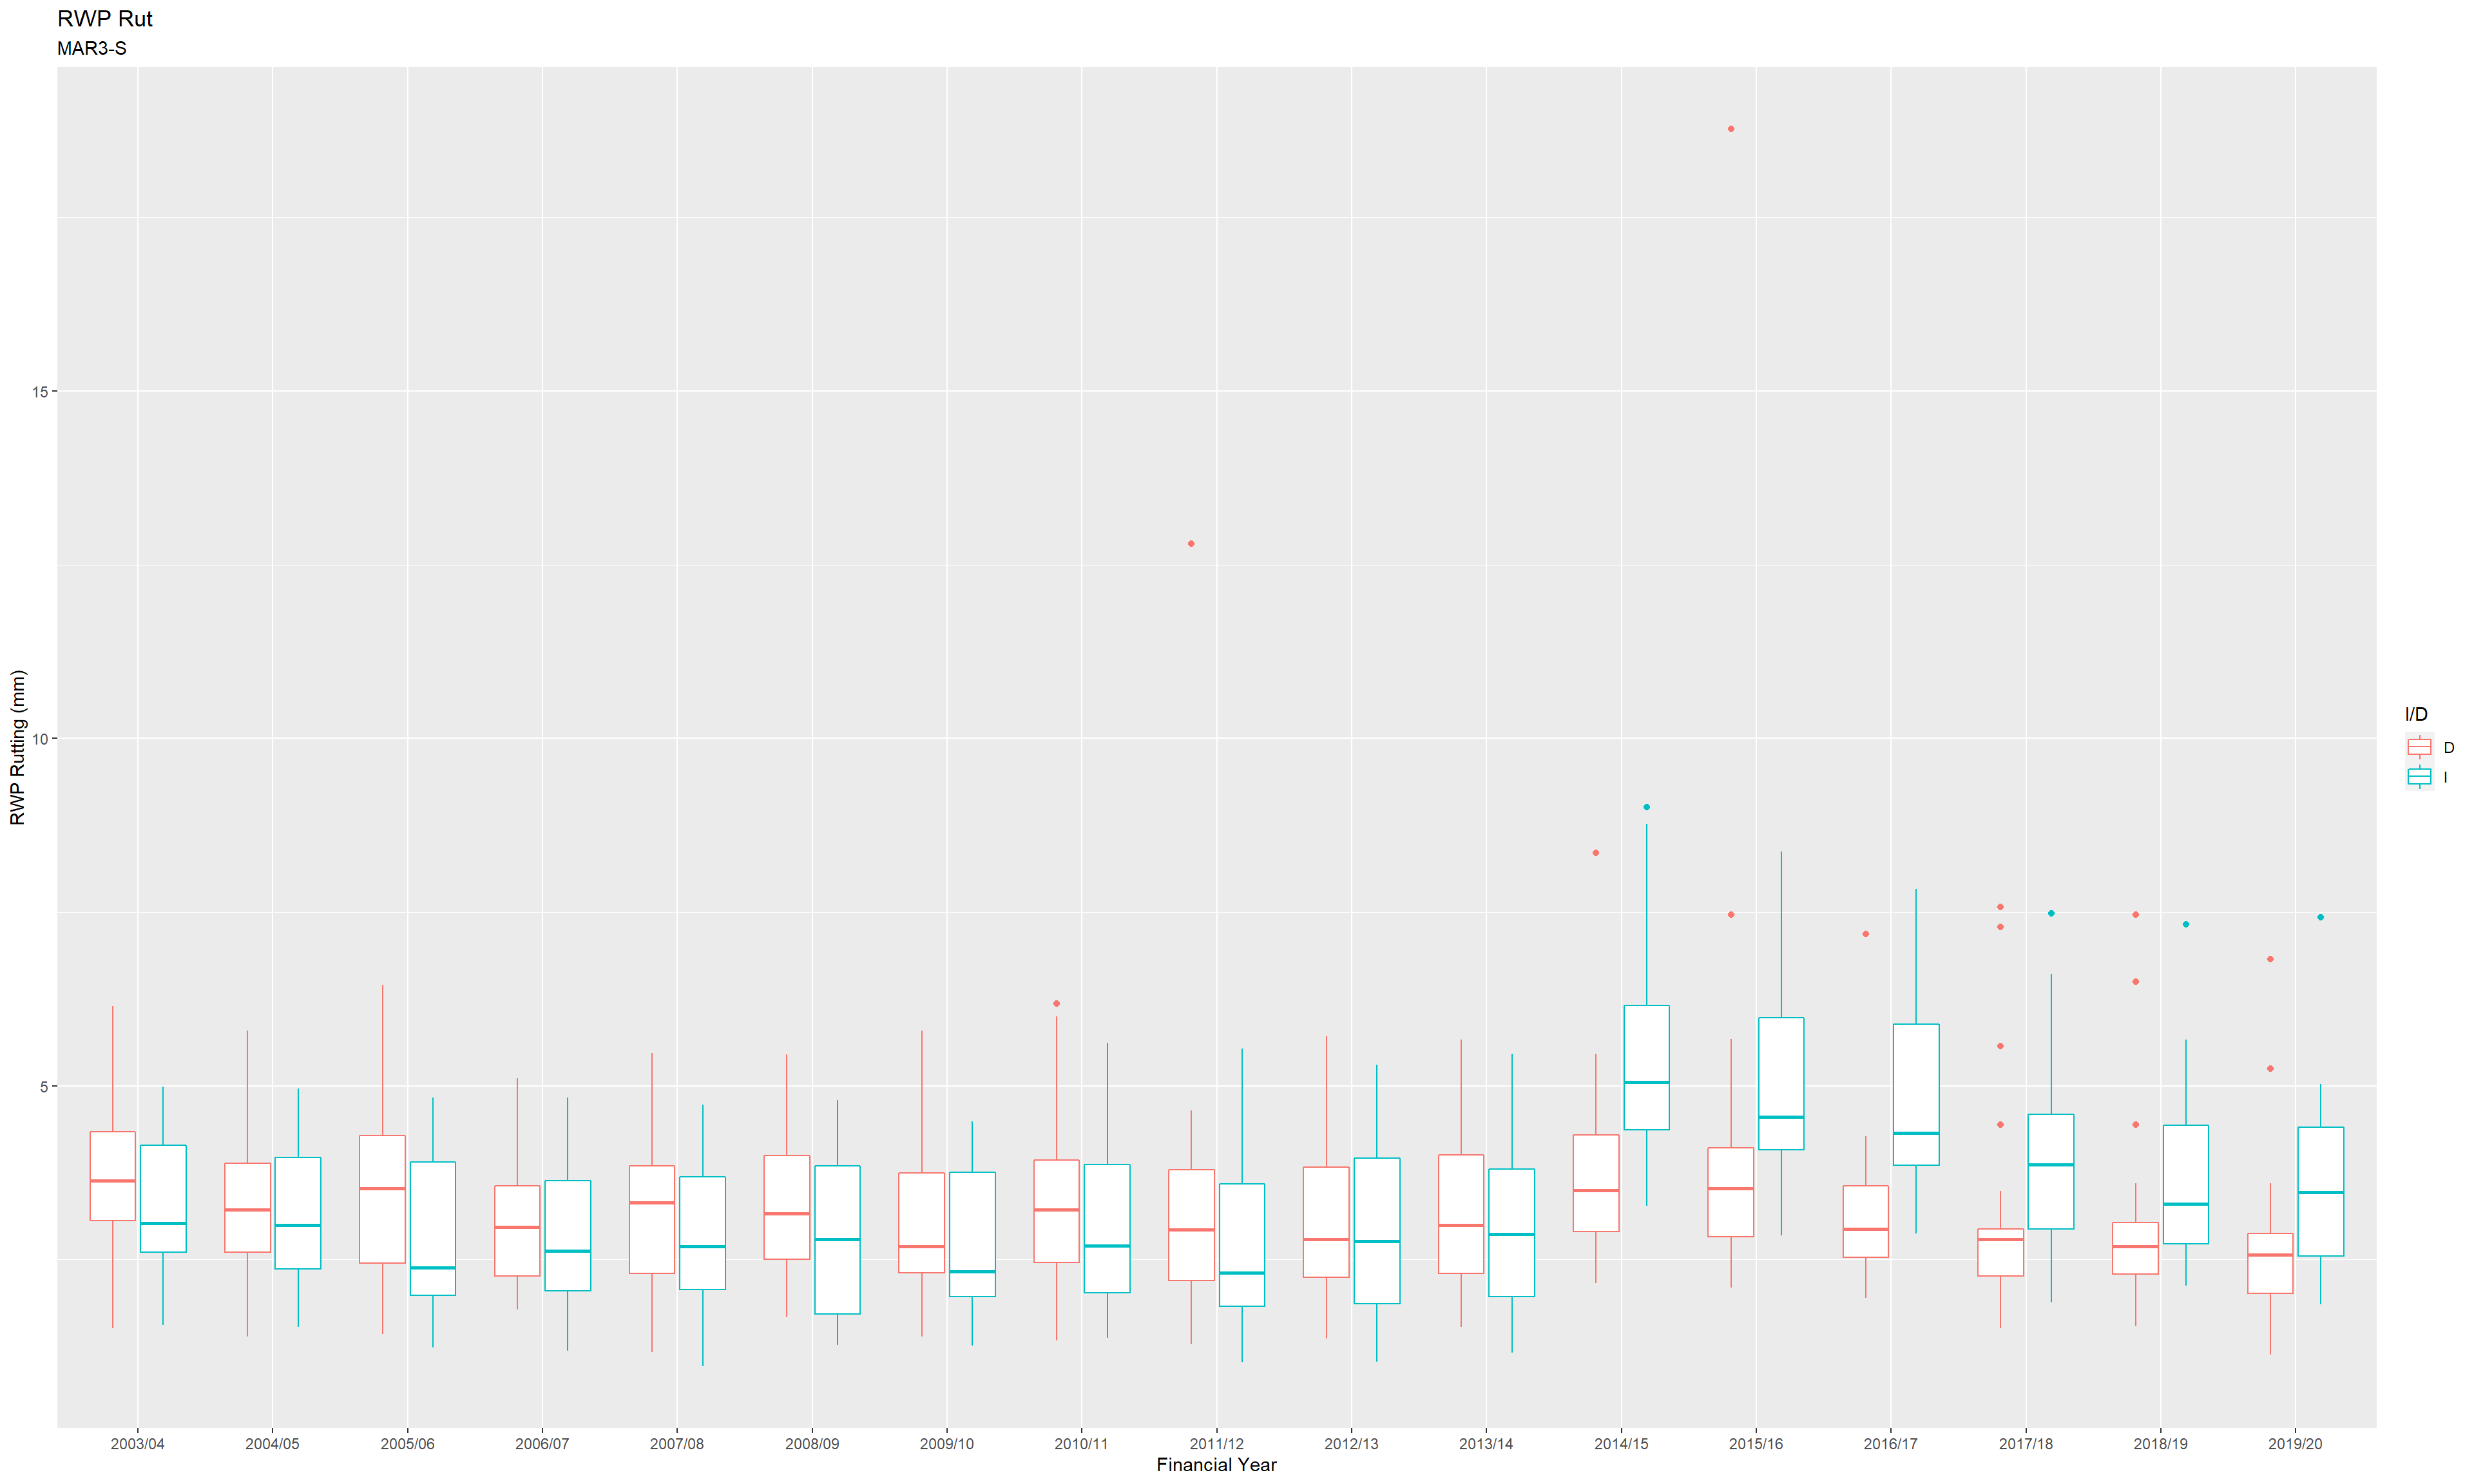 RWP Rut
MAR3-S
RWP Rutting (mm)
15
10
5
2003/04 2004/05 2005/06 2006/07 2007/08 2008/09 2009/10 2010/11 2011/12 2012/13 2013/14 2014/15 2015/16 2016/17 2017/18 2018/19 2019/20
Financial Year
I/D
D
I